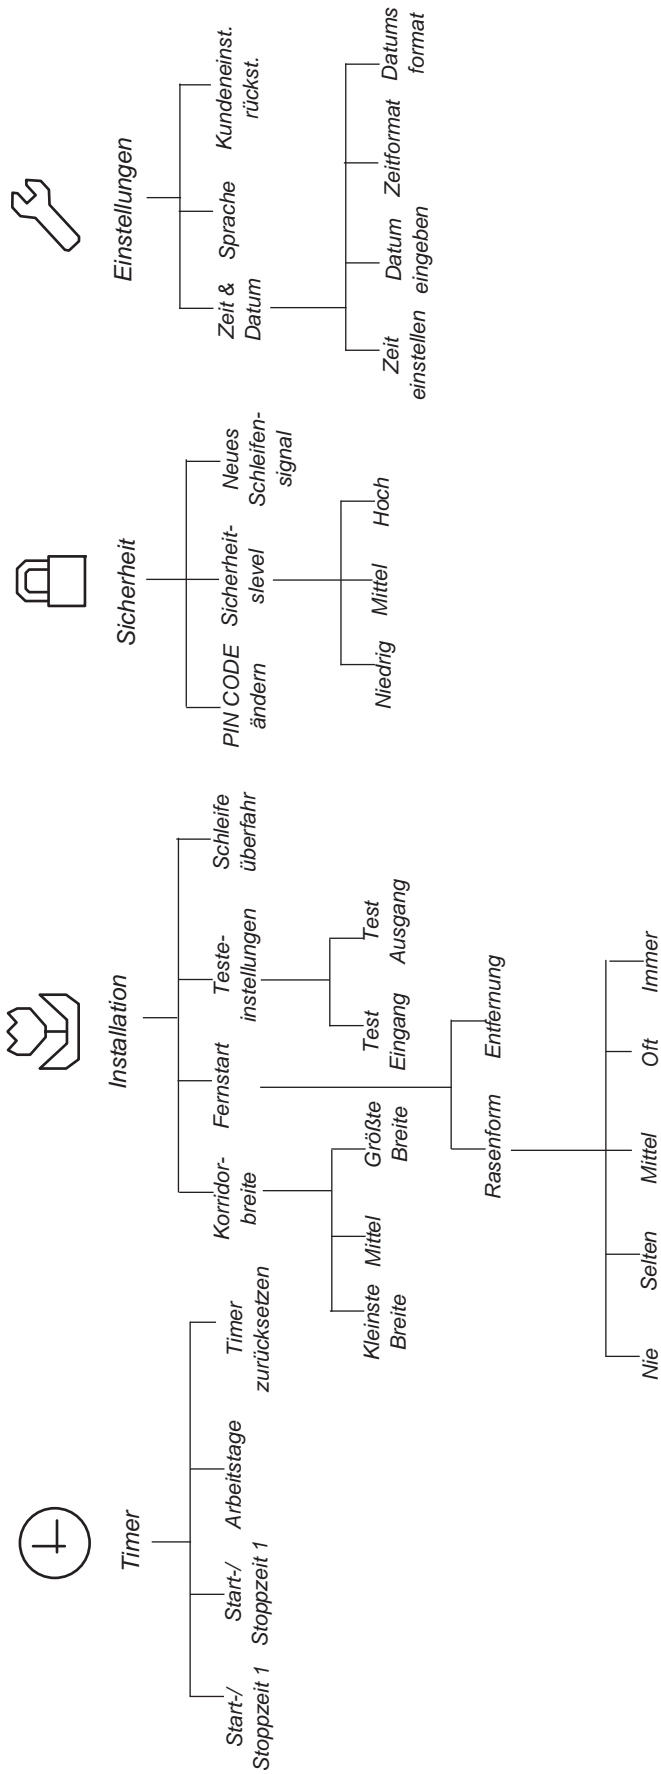 Timer
Start-/
Stoppzeit 1
Start-/
Stoppzeit 1
Arbeitstage
Timer
zurücksetzen
Installation
Korridor-
breite
Fernstart
Teste-
instellungen
Schleife
überfahr
Kleinste
Breite
Mittel
Größte
Breite
Test
Eingang
Test
Ausgang
Rasenform
Entfernung
Nie
Selten
Mittel
Oft
Immer
Sicherheit
PIN CODE
ändern
Sicherheit-
slevel
Neues
Schleifen-
signal
Niedrig
Mittel
Hoch
Einstellungen
Zeit &
Datum
Sprache
Kundeneinst.
rückst.
Zeit
einstellen
Datum
eingeben
Zeitformat
Datums
format